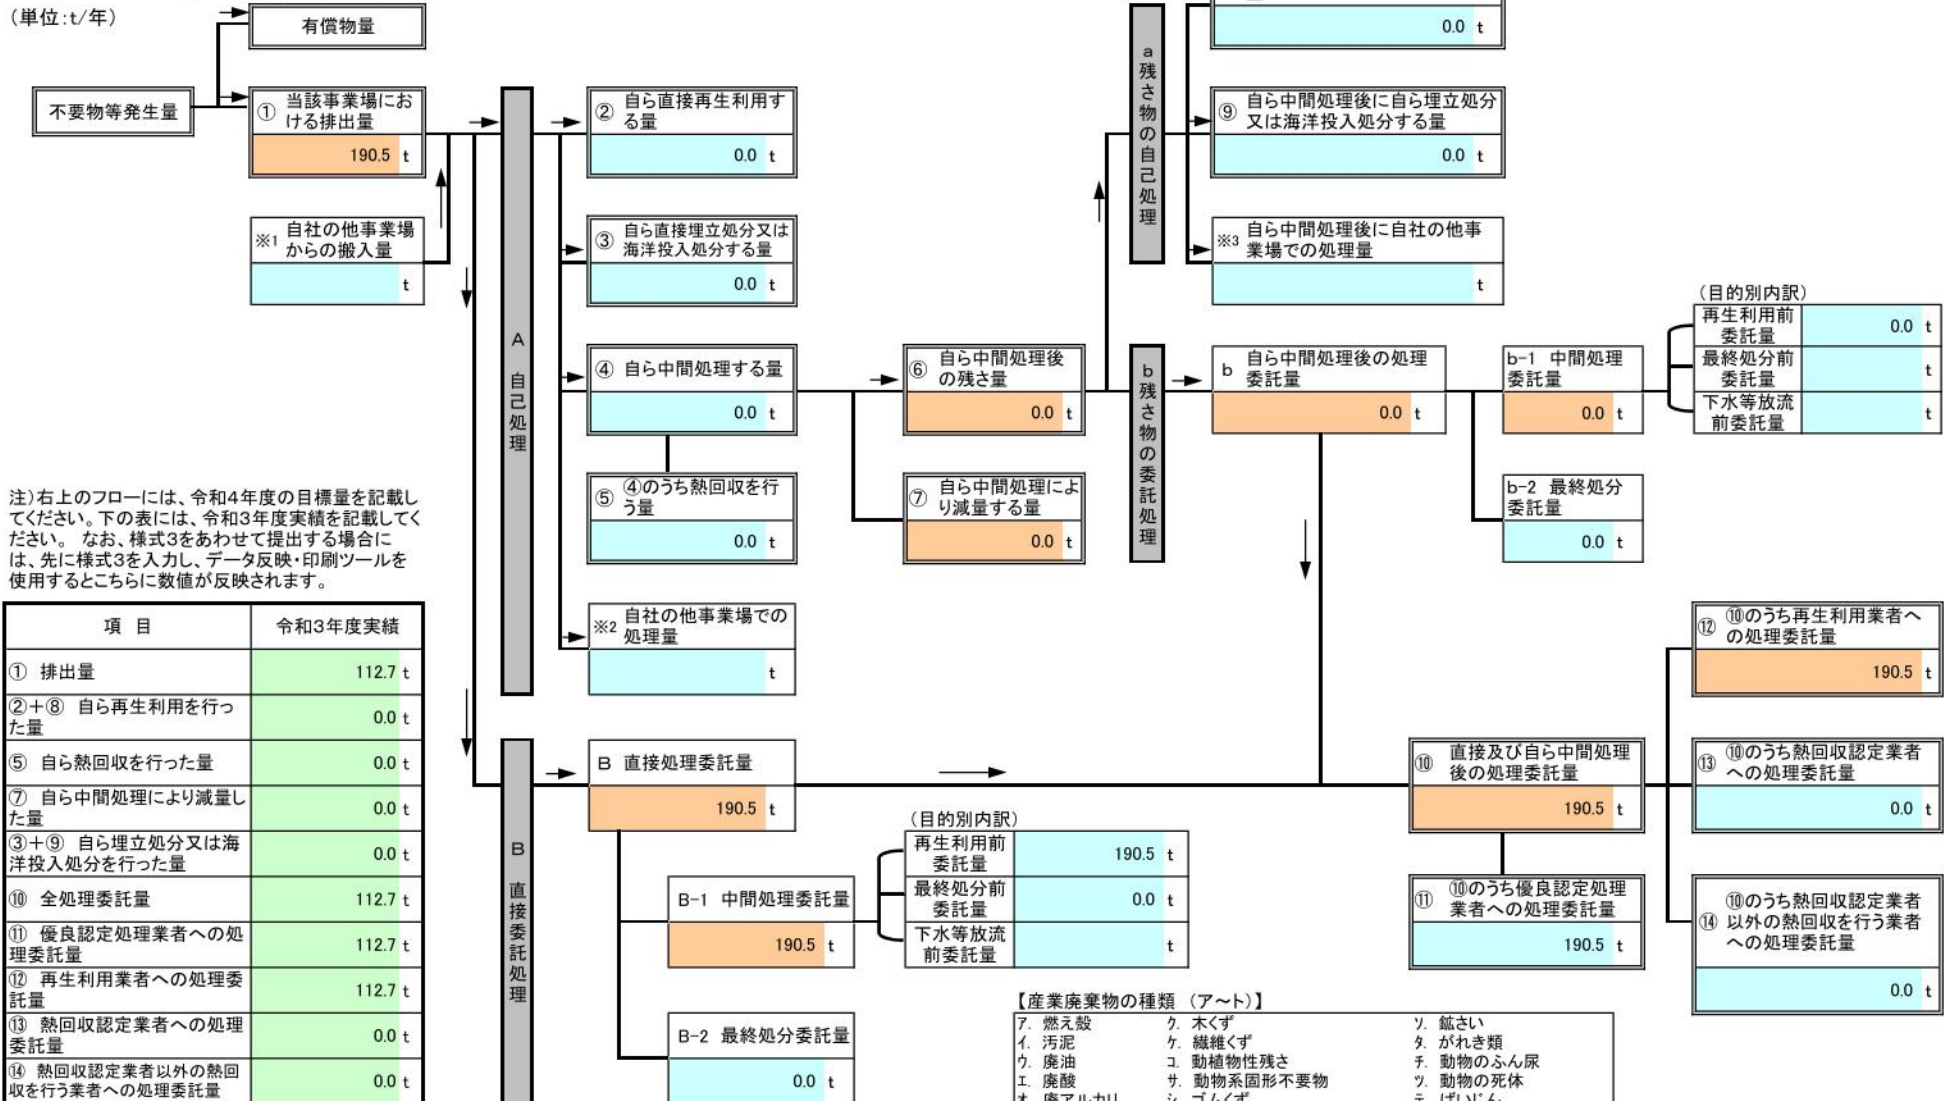 (単位:t/年)
有償物量
0.0 t
不要物等発生量
① 当該事業場にお
ける排出量
190.5 t
※1 自社の他事業場
からの搬入量
t
A 自己処理
② 自ら直接再生利用す
る量
0.0 t
③ 自ら直接埋立処分又は
海洋投入処分する量
0.0 t
④ 自ら中間処理する量
0.0 t
⑤ ④のうち熱回収を行
う量
0.0 t
※2 自社の他事業場での
処理量
t
⑥ 自ら中間処理後
の残さ量
0.0 t
⑦ 自ら中間処理によ
り減量する量
0.0 t
a 残さ物の自己処理
⑨ 自ら中間処理後に自ら埋立処分
又は海洋投入処分する量
0.0 t
※3 自ら中間処理後に自社の他事
業場での処理量
t
b 残さ物の委託処理
b 自ら中間処理後の処理
委託量
0.0 t
b-1 中間処理
委託量
0.0 t
(目的別内訳)
再生利用前
委託量
0.0 t
最終処分前
委託量
t
下水等放流
前委託量
t
b-2 最終処分
委託量
0.0 t
注)右上のフローには、令和4年度の目標量を記載し
てください。下の表には、令和3年度実績を記載してく
ださい。 なお、様式3をあわせて提出する場合に
は、先に様式3を入力し、データ反映・印刷ツールを
使用するとこちらに数値が反映されます。
項 目 令和3年度実績
① 排出量 112.7 t
②+⑧ 自ら再生利用を行っ
た量 0.0 t
⑤ 自ら熱回収を行った量 0.0 t
⑦ 自ら中間処理により減量し
た量 0.0 t
③+⑨ 自ら埋立処分又は海
洋投入処分を行った量 0.0 t
⑩ 全処理委託量 112.7 t
⑪ 優良認定処理業者への処
理委託量 112.7 t
⑫ 再生利用業者への処理委
託量 112.7 t
⑬ 熱回収認定業者への処理
委託量 0.0 t
⑭ 熱回収認定業者以外の熱回
収を行う業者への処理委託量 0.0 t
B 直接委託処理
B 直接処理委託量
190.5 t
B-1 中間処理委託量
190.5 t
(目的別内訳)
再生利用前
委託量
190.5 t
最終処分前
委託量
0.0 t
下水等放流
前委託量
t
B-2 最終処分委託量
0.0 t
⑩ 直接及び自ら中間処理
後の処理委託量
190.5 t
⑪ ⑩のうち優良認定処理
業者への処理委託量
190.5 t
⑫ ⑩のうち再生利用業者へ
の処理委託量
190.5 t
⑬ ⑩のうち熱回収認定業者
への処理委託量
0.0 t
⑭ ⑩のうち熱回収認定業者
以外の熱回収を行う業者
への処理委託量
0.0 t
【産業廃棄物の種類 (ア~ト)】
ア. 燃え殻 ク. 木くず ソ. 鉱さい
イ. 汚泥 ケ. 繊維くず タ. がれき類
ウ. 廃油 コ. 動植物性残さ チ. 動物のふん尿
エ. 廃酸 サ. 動物系固形不要物 ツ. 動物の死体
オ. 廃アルカリ シ. ゴムくず テ. ばいじん